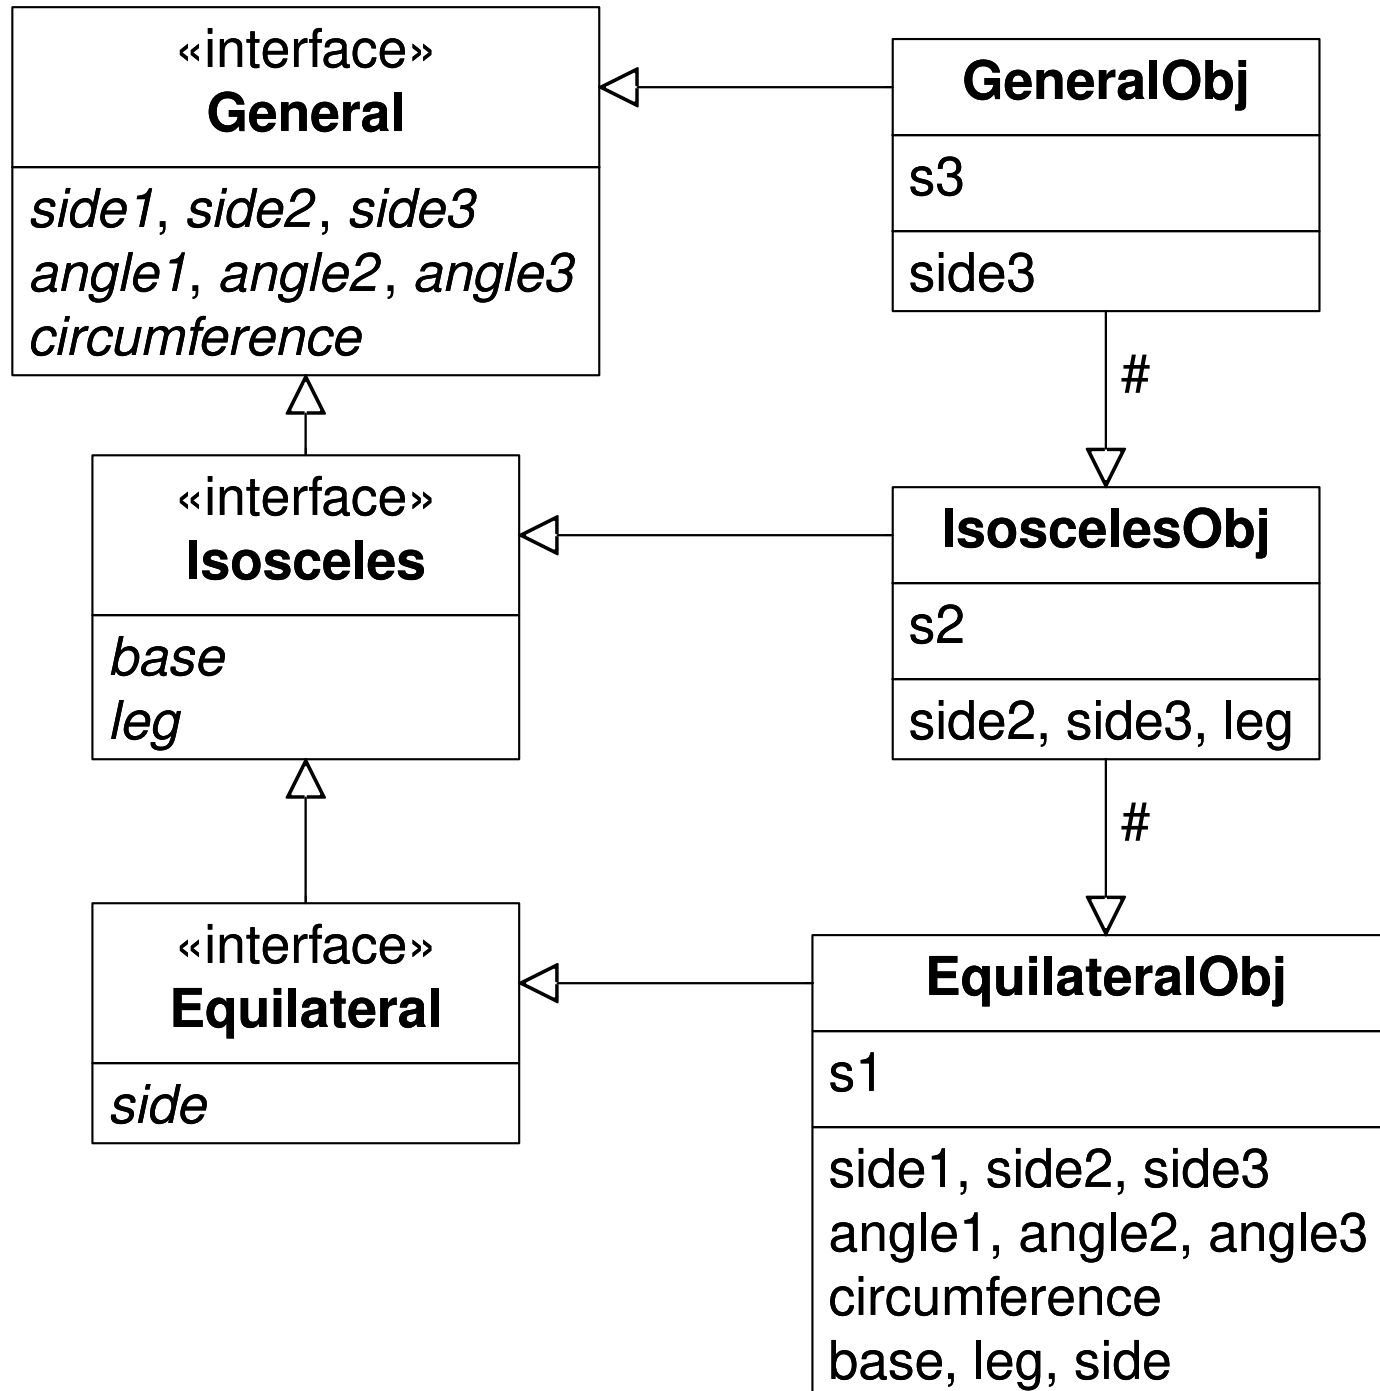 «interface»
General
side1, side2, side3
angle1, angle2, angle3
circumference
GeneralObj
s3
side3
#
«interface»
Isosceles
base
leg
IsoscelesObj
s2
side2, side3, leg
#
«interface»
Equilateral
side
EquilateralObj
s1
side1, side2, side3
angle1, angle2, angle3
circumference
base, leg, side